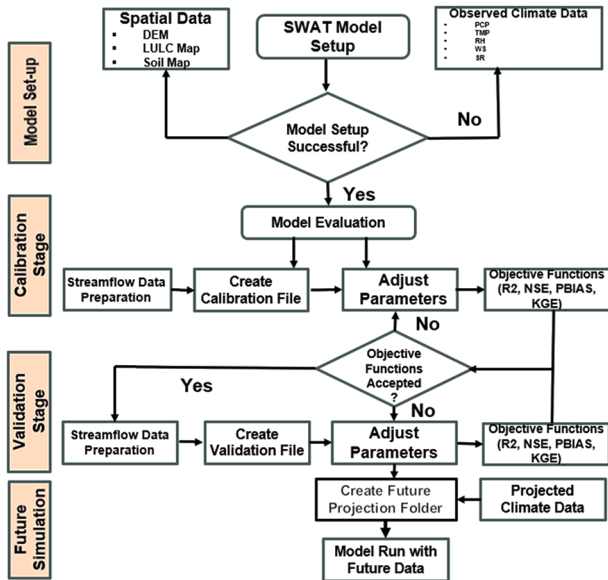 Spatial Data
▪ DEM
▪ LULC Map
▪ Soil Map
SWAT Model
Setup
Observed Climate Data
• PCP
• TMP
• RH
• WS
• SR
Model Set-up
Model Setup
Successful?
No
Yes
Model Evaluation
Calibration
Stage
Streamflow Data
Preparation
Create
Calibration File
Adjust
Parameters
Objective Functions
(R2, NSE, PBIAS,
KGE)
No
Objective
Functions
Accepted
?
Yes
No
Validation
Stage
Streamflow Data
Preparation
Create
Validation File
Adjust
Parameters
Objective Functions
(R2, NSE, PBIAS,
KGE)
Future
Simulation
Create Future
Projection Folder
Projected
Climate Data
Model Run with
Future Data